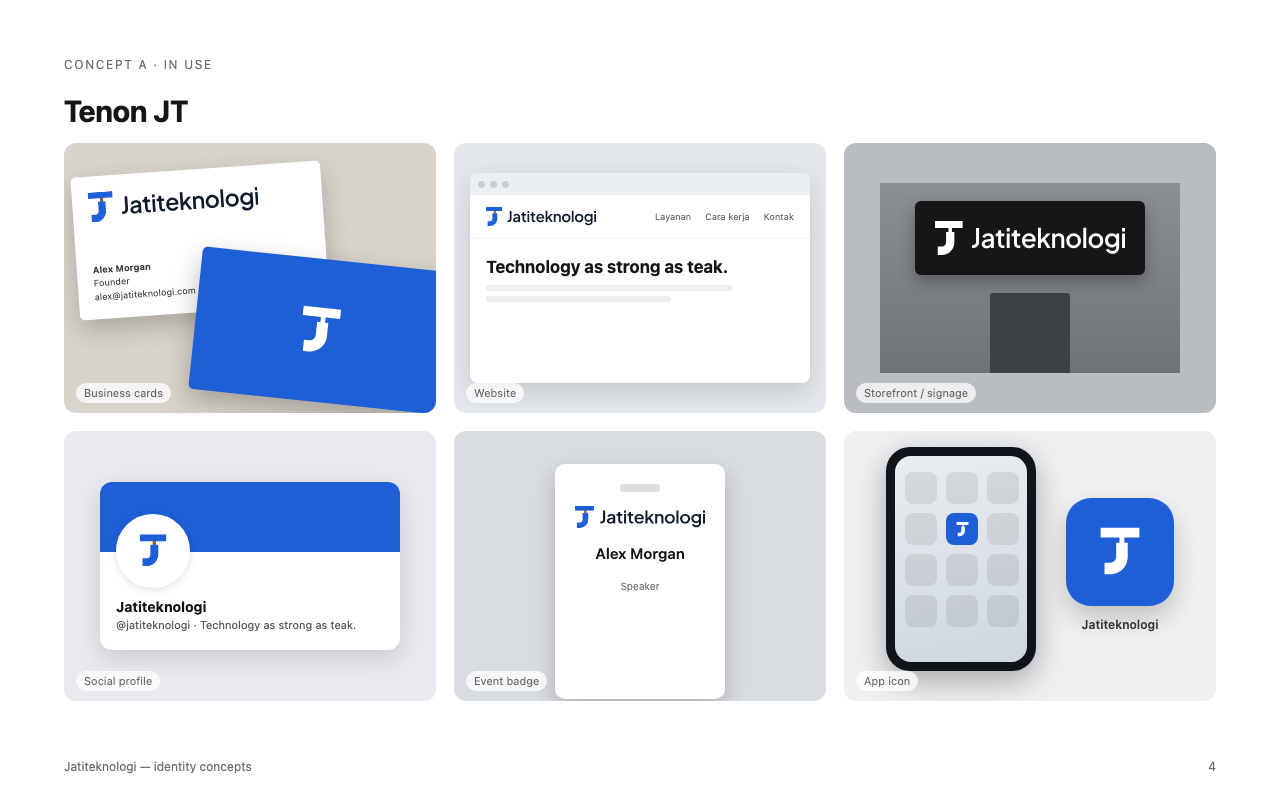 CONCEPT A · IN USE
Tenon JT
Jatiteknologi
Alex Morgan
Founder
alex@jatiteknologi.com
Business cards
Jatiteknologi
Layanan Cara kerja Kontak
Technology as strong as teak.
Website
Jatiteknologi
Storefront / signage
Jatiteknologi
@jatiteknologi · Technology as strong as teak.
Social profile
Jatiteknologi
Alex Morgan
Speaker
Event badge
Jatiteknologi
App icon
Jatiteknologi — identity concepts
4